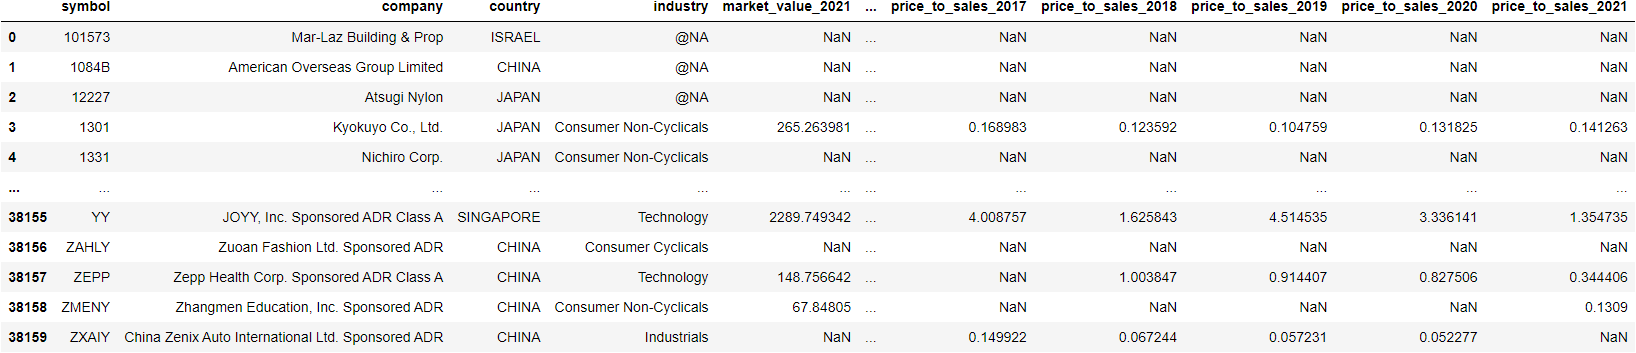 symbol company country industry market_value_2021 ... price_to_sales_2017 price_to_sales_2018 price_to_sales_2019 price_to_sales_2020 price_to_sales_2021
0 101573 Mar-Laz Building & Prop ISRAEL @NA NaN ... NaN NaN NaN NaN NaN
1 1084B American Overseas Group Limited CHINA @NA NaN ... NaN NaN NaN NaN NaN
2 12227 Atsugi Nylon JAPAN @NA NaN ... NaN NaN NaN NaN NaN
3 1301 Kyokuyo Co., Ltd. JAPAN Consumer Non-Cyclicals 265.263981 ... 0.168983 0.123592 0.104759 0.131825 0.141263
4 1331 Nichiro Corp. JAPAN Consumer Non-Cyclicals NaN ... NaN NaN NaN NaN NaN
... ... ... ... ... ... ... ... ... ... ... ...
38155 YY JOYY, Inc. Sponsored ADR Class A SINGAPORE Technology 2289.749342 ... 4.008757 1.625843 4.514535 3.336141 1.354735
38156 ZAHLY Zuoan Fashion Ltd. Sponsored ADR CHINA Consumer Cyclicals NaN ... NaN NaN NaN NaN NaN
38157 ZEPP Zepp Health Corp. Sponsored ADR Class A CHINA Technology 148.756642 ... NaN 1.003847 0.914407 0.827506 0.344406
38158 ZMENY Zhangmen Education, Inc. Sponsored ADR CHINA Consumer Non-Cyclicals 67.84805 ... NaN NaN NaN NaN 0.1309
38159 ZXAIY China Zenix Auto International Ltd. Sponsored ADR CHINA Industrials NaN ... 0.149922 0.067244 0.057231 0.052277 NaN